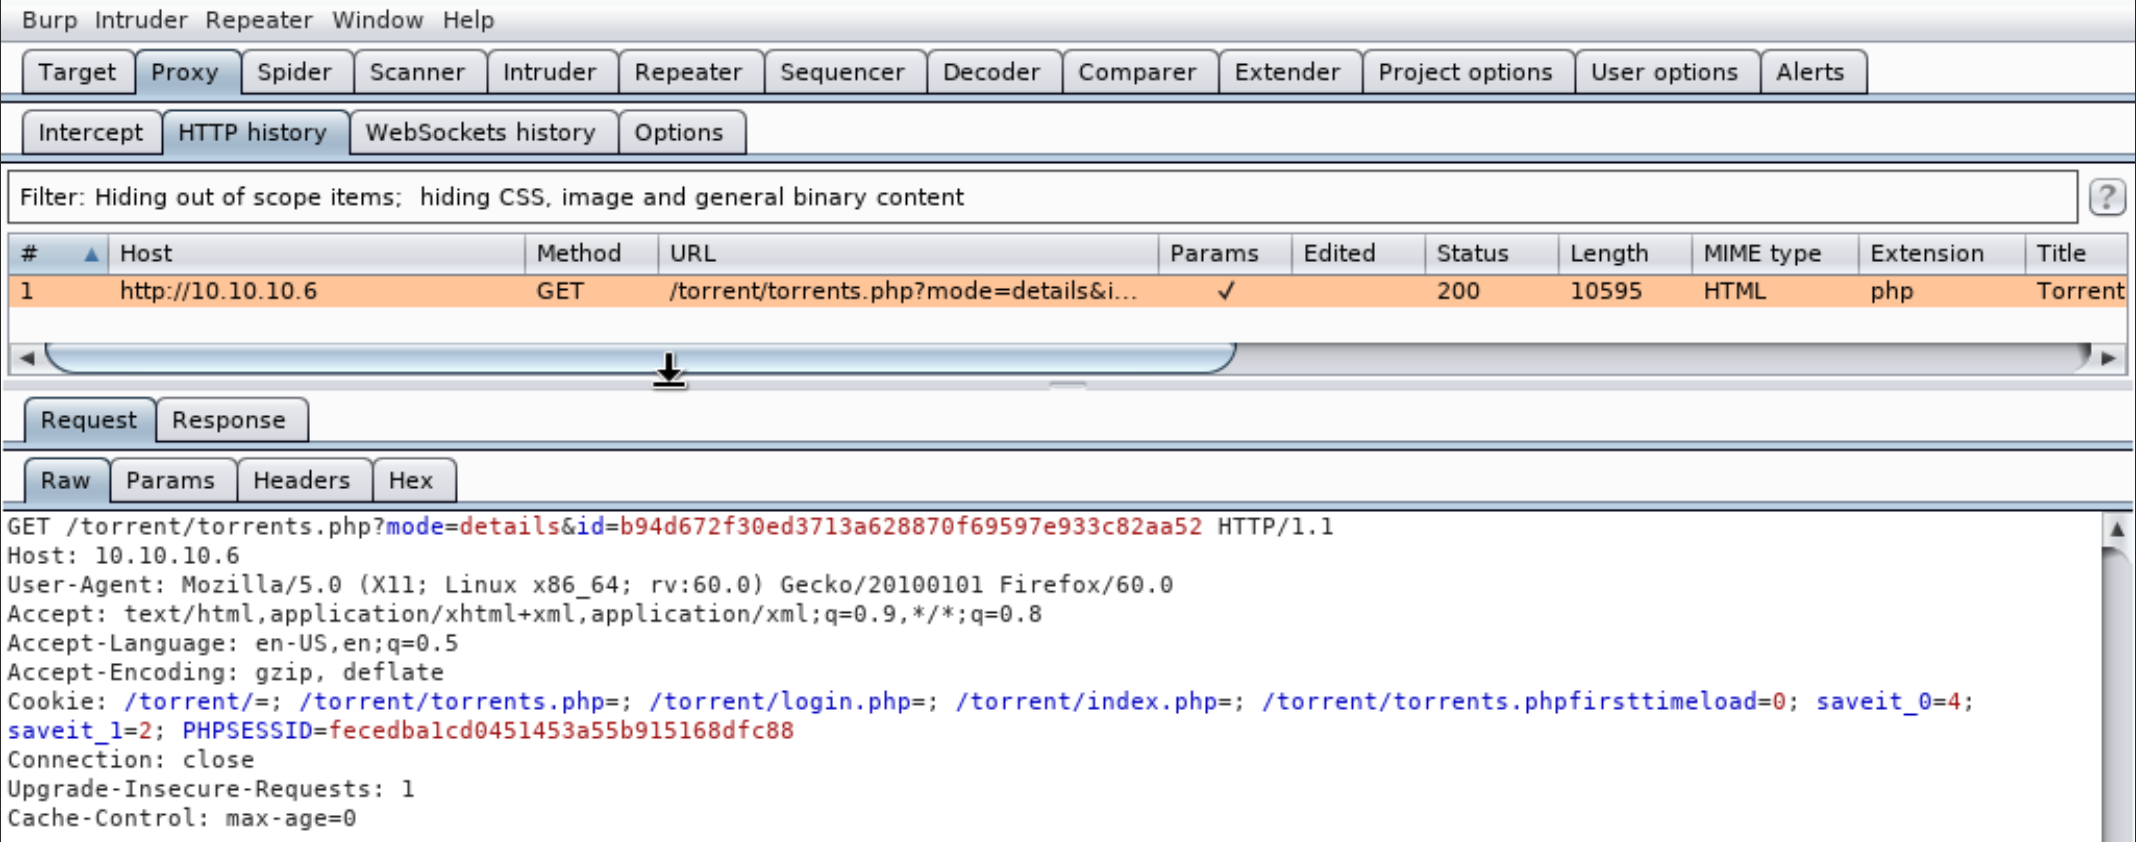 Burp Intruder Repeater Window Help
Target Proxy Spider Scanner Intruder Repeater Sequencer Decoder Comparer Extender Project options User options Alerts
Intercept HTTP history WebSockets history Options
Filter: Hiding out of scope items;  hiding CSS, image and general binary content ?
# Host Method URL Params Edited Status Length MIME type Extension Title
1 http://10.10.10.6 GET /torrent/torrents.php?mode=details&i... ✓ 200 10595 HTML php Torrent
Request Response
Raw Params Headers Hex
GET /torrent/torrents.php?mode=details&id=b94d672f30ed3713a628870f69597e933c82aa52 HTTP/1.1
Host: 10.10.10.6
User-Agent: Mozilla/5.0 (X11; Linux x86_64; rv:60.0) Gecko/20100101 Firefox/60.0
Accept: text/html,application/xhtml+xml,application/xml;q=0.9,*/*;q=0.8
Accept-Language: en-US,en;q=0.5
Accept-Encoding: gzip, deflate
Cookie: /torrent/=; /torrent/torrents.php=; /torrent/login.php=; /torrent/index.php=; /torrent/torrents.phpfirsttimeload=0; saveit_0=4;
saveit_1=2; PHPSESSID=fecedba1cd0451453a55b915168dfc88
Connection: close
Upgrade-Insecure-Requests: 1
Cache-Control: max-age=0